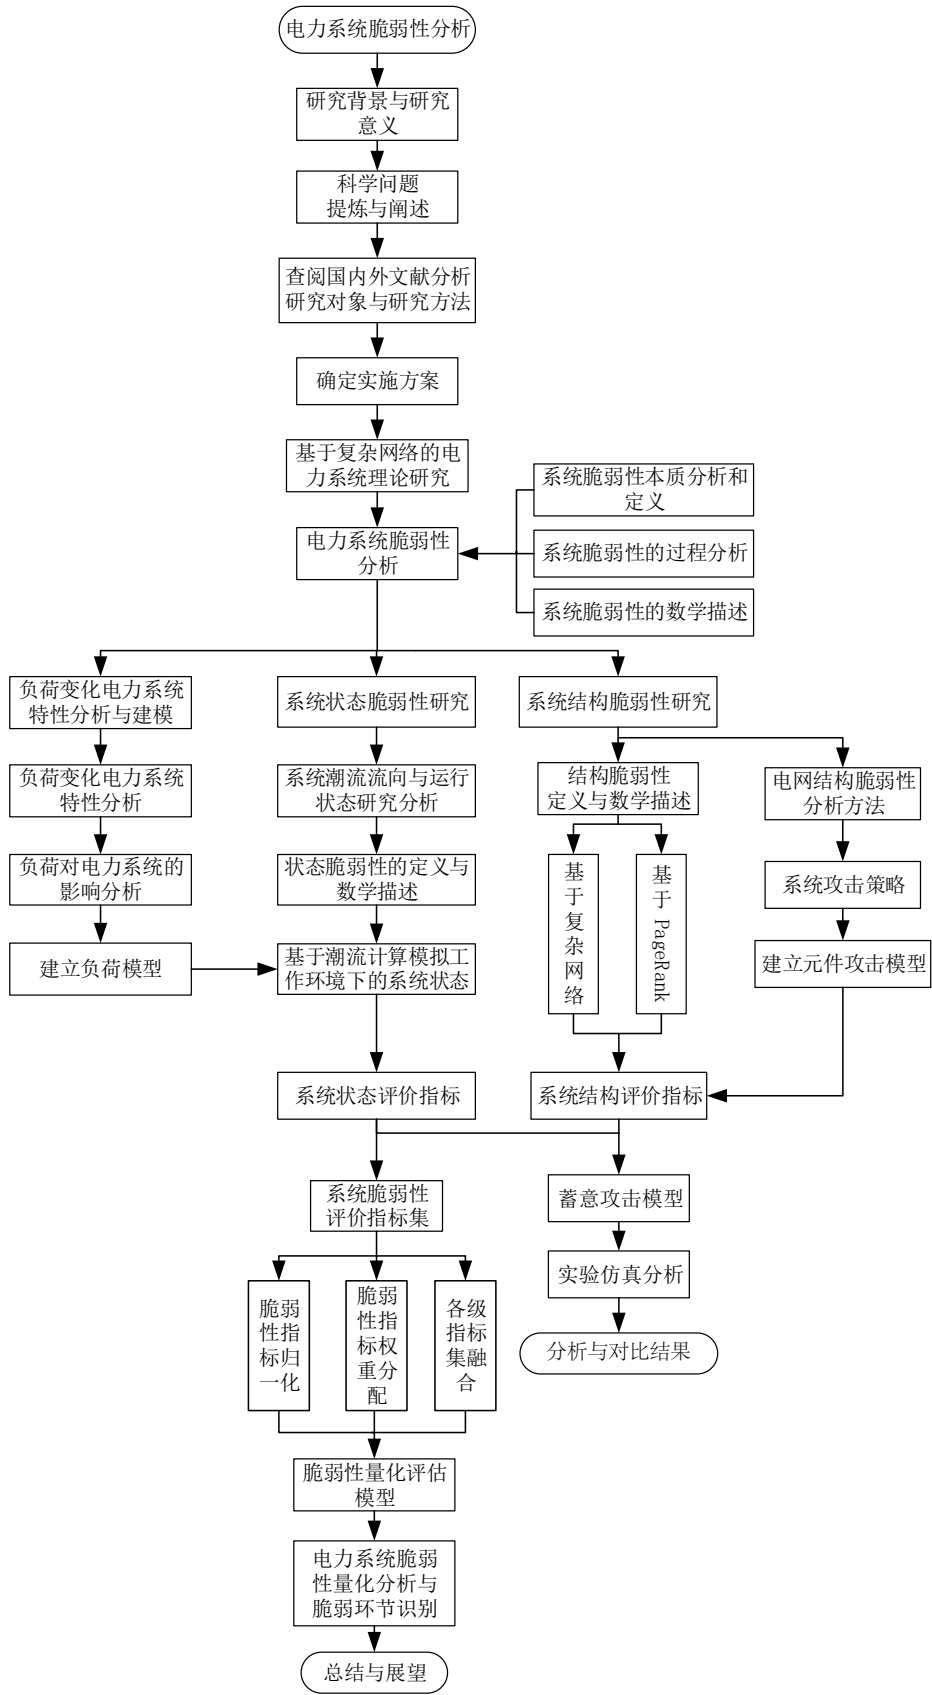 电力系统脆弱性分析
研究背景与研究
意义
科学问题
提炼与阐述
查阅国内外文献分析
研究对象与研究方法
确定实施方案
基于复杂网络的电
力系统理论研究
电力系统脆弱性
分析
系统脆弱性本质分析和
定义
系统脆弱性的过程分析
系统脆弱性的数学描述
负荷变化电力系统
特性分析与建模
负荷变化电力系统
特性分析
负荷对电力系统的
影响分析
建立负荷模型
系统状态脆弱性研究
系统潮流流向与运行
状态研究分析
状态脆弱性的定义与
数学描述
基于潮流计算模拟工
作环境下的系统状态
系统状态评价指标
系统结构脆弱性研究
结构脆弱性
定义与数学描述
基于复杂网络
基于 PageRank
电网结构脆弱性
分析方法
系统攻击策略
建立元件攻击模型
系统结构评价指标
系统脆弱性
评价指标集
脆弱
性指
标归
一化
脆弱
性指
标权
重分
配
各级
指标
集融
合
脆弱性量化评估
模型
电力系统脆弱
性量化分析与
脆弱环节识别
总结与展望
蓄意攻击模型
实验仿真分析
分析与对比结果